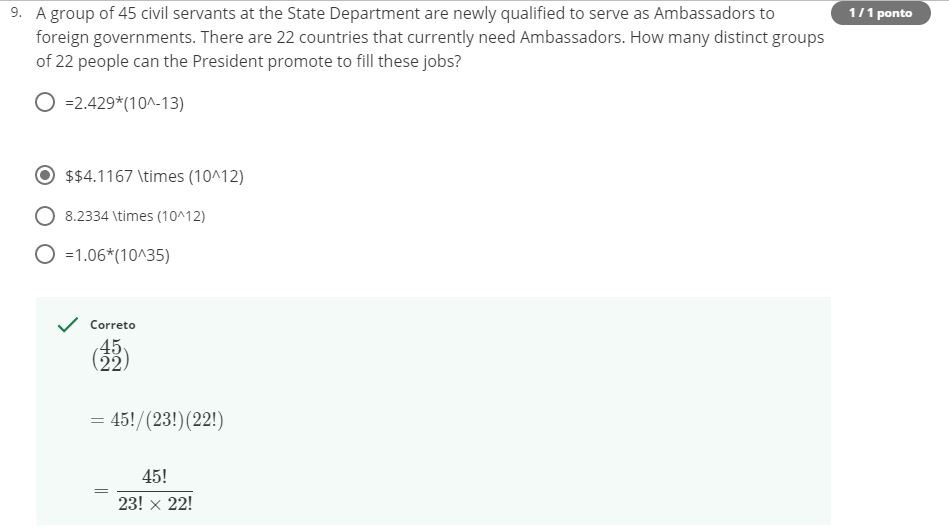 9. A group of 45 civil servants at the State Department are newly qualified to serve as Ambassadors to
foreign governments. There are 22 countries that currently need Ambassadors. How many distinct groups
of 22 people can the President promote to fill these jobs?
1 / 1 ponto
=2.429*(10^-13)
$$4.1167 \times (10^12)
8.2334 \times (10^12)
=1.06*(10^35)
Correto
(45
22)
= 45!/(23!)(22!)
= 45!
23! × 22!